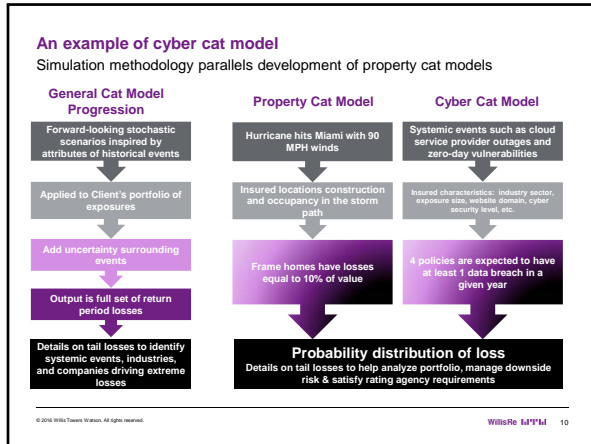 An example of cyber cat model
Simulation methodology parallels development of property cat models
General Cat Model
Progression
Forward-looking stochastic
scenarios inspired by
attributes of historical events
Applied to Client's portfolio of
exposures
Add uncertainty surrounding
events
Output is full set of return
period losses
Details on tail losses to identify
systemic events, industries,
and companies driving extreme
losses
Property Cat Model
Hurricane hits Miami with 90
MPH winds
Insured locations construction
and occupancy in the storm
path
Frame homes have losses
equal to 10% of value
Cyber Cat Model
Systemic events such as cloud
service provider outages and
zero-day vulnerabilities
Insured characteristics: industry sector,
exposure size, website domain, cyber
security level, etc.
4 policies are expected to have
at least 1 data breach in a
given year
Probability distribution of loss
Details on tail losses to help analyze portfolio, manage downside
risk & satisfy rating agency requirements
© 2016 Willis Towers Watson. All rights reserved.
Willis Re
10